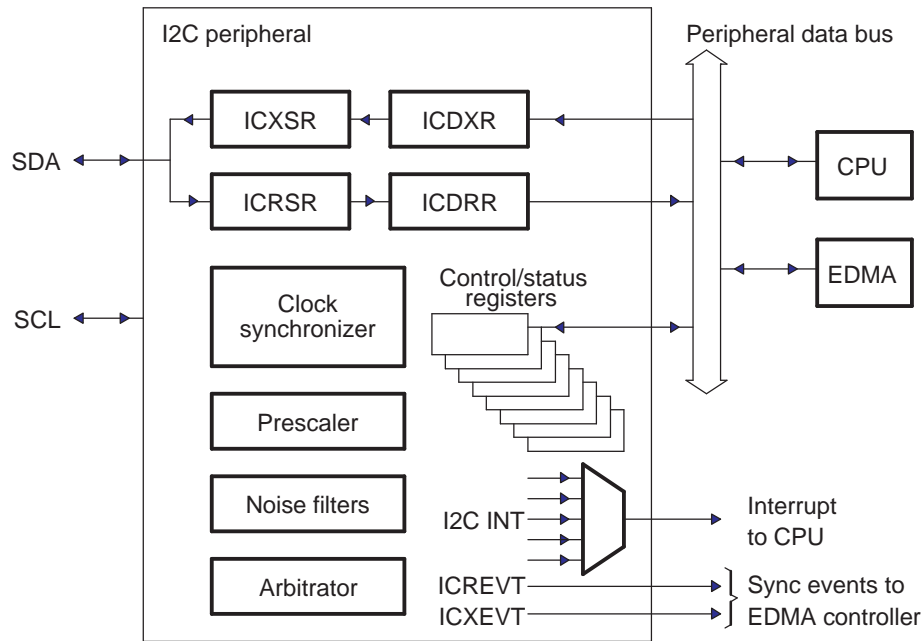 I2C peripheral
Peripheral data bus
ICXSR
ICDXR
SDA
CPU
ICRSR
ICDRR
EDMA
Control/status
registers
SCL
Clock
synchronizer
Prescaler
Noise filters
I2C INT
Interrupt
to CPU
Arbitrator
ICREVT
ICXEVT
Sync events to
EDMA controller